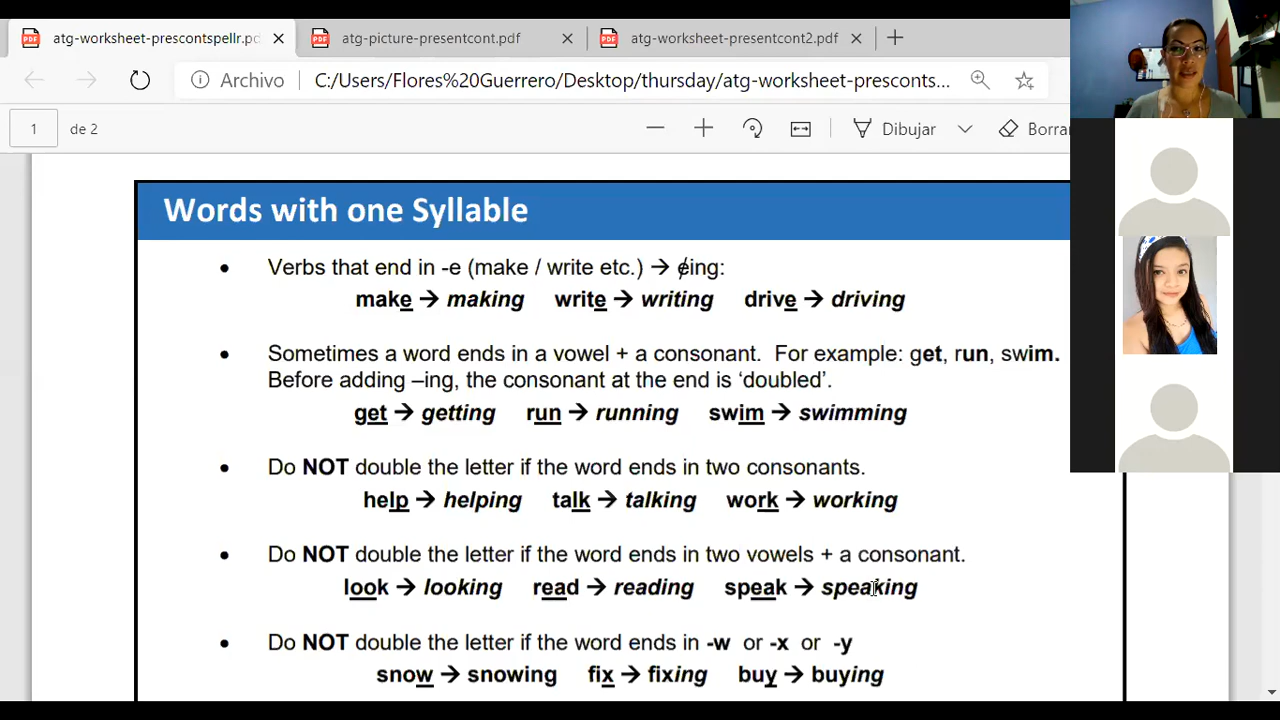 atg-worksheet-prescontspellr.pd
atg-picture-presentcont.pdf
atg-worksheet-presentcont2.pdf
Archivo
C:/Users/Flores%20Guerrero/Desktop/thursday/atg-worksheet-presconts...
1
de 2
Dibujar
Borra
Words with one Syllable
• Verbs that end in -e (make / write etc.) → eing:
make → making write → writing drive → driving
• Sometimes a word ends in a vowel + a consonant. For example: get, run, swim.
Before adding –ing, the consonant at the end is ‘doubled’.
get → getting run → running swim → swimming
• Do NOT double the letter if the word ends in two consonants.
help → helping talk → talking work → working
• Do NOT double the letter if the word ends in two vowels + a consonant.
look → looking read → reading speak → speaking
• Do NOT double the letter if the word ends in -w or -x or -y
snow → snowing fix → fixing buy → buying